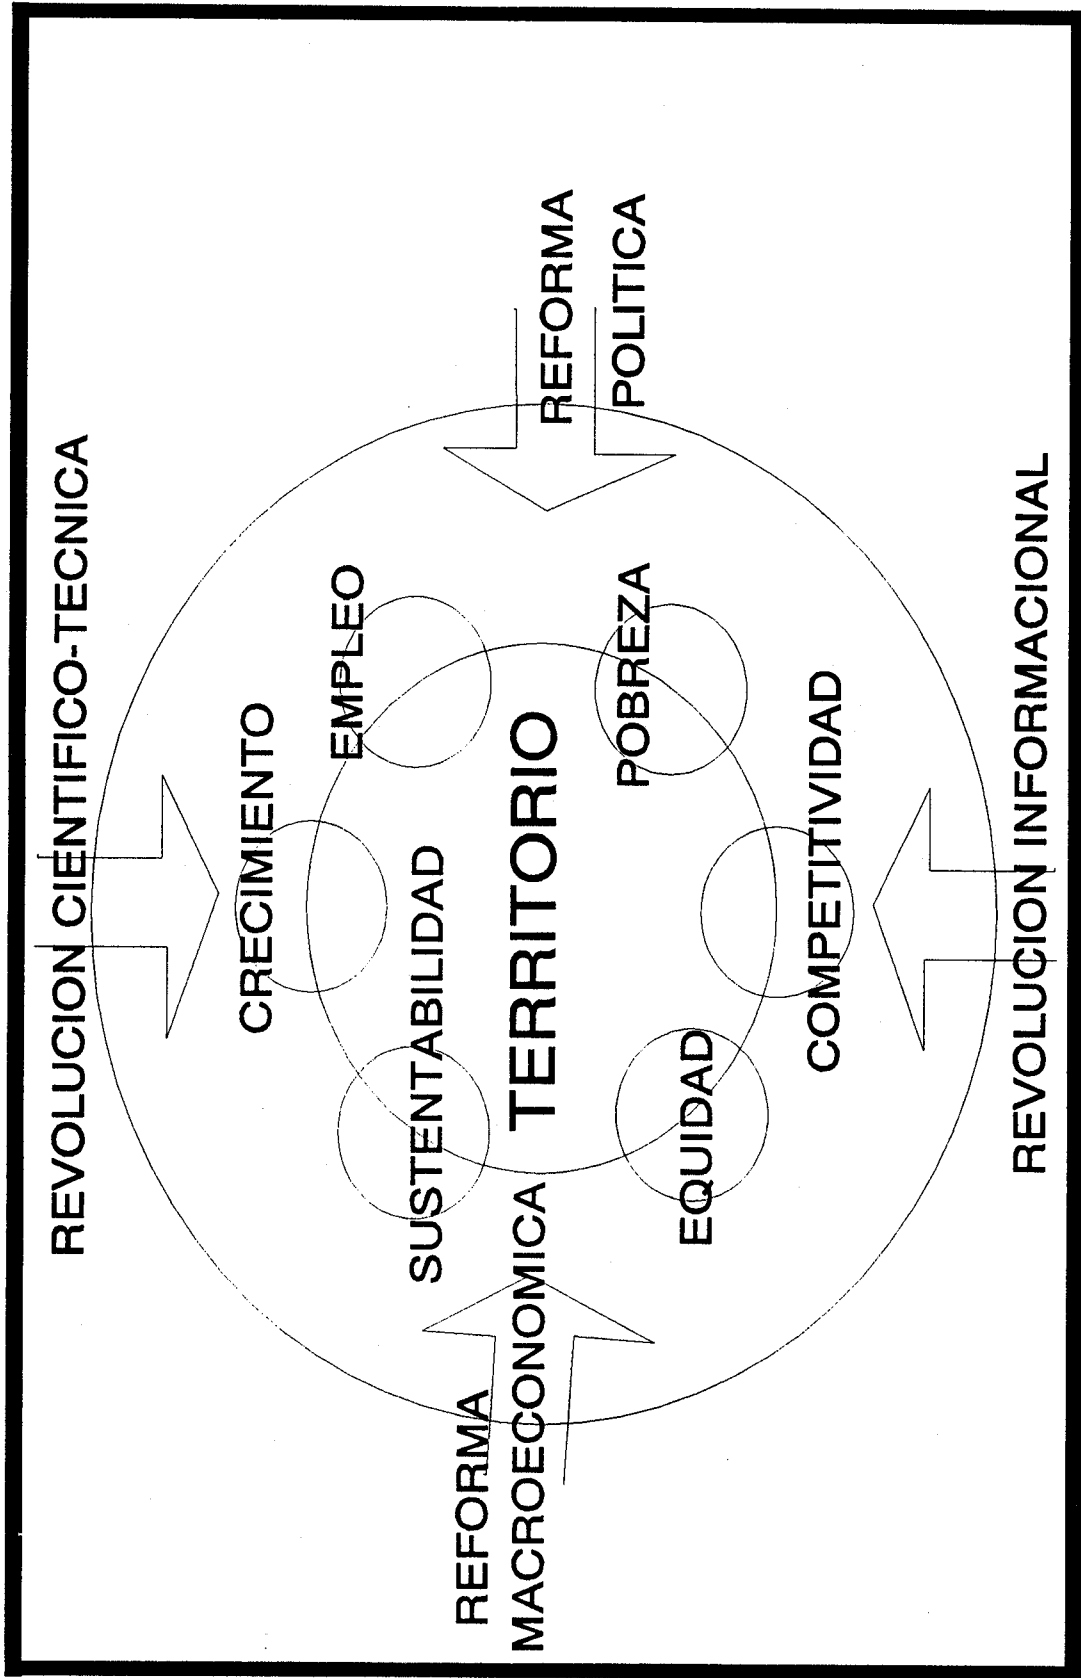 REVOLUCION CIENTIFICO-TECNICA
CRECIMIENTO
EMPLEO
SUSTENTABILIDAD
REFORMA
MACROECONOMICA
TERRITORIO
REFORMA
POLITICA
POBREZA
EQUIDAD
COMPETITIVIDAD
REVOLUCION INFORMACIONAL